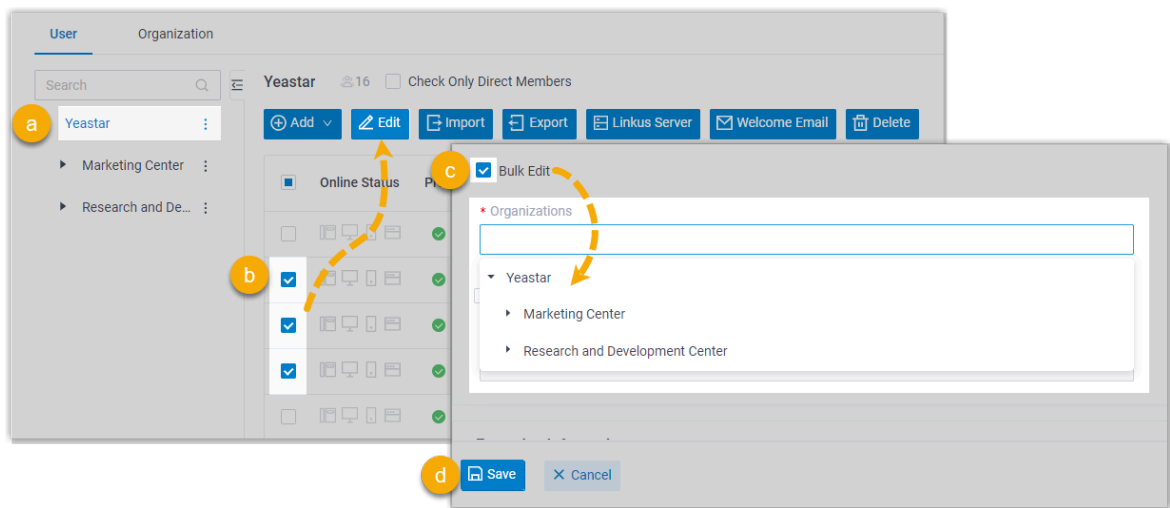 User Organization
Search
Yeastar 16 Check Only Direct Members
a Yeastar
Add Edit Import Export Linkus Server Welcome Email Delete
Marketing Center
Research and De...
Online Status
c Bulk Edit
* Organizations
b
Yeastar
Marketing Center
Research and Development Center
d Save Cancel